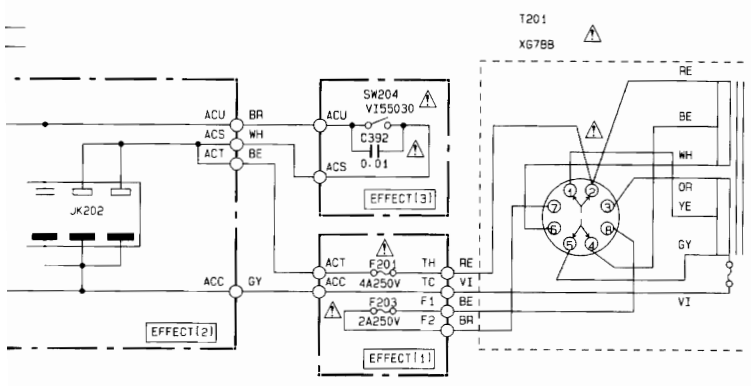 T201
XG78B
RE
SW204
VI55030
ACU
BR
ACU
BE
ACS
WH
C392
ACT
BE
0.01
WH
ACS
OR
1
2
JK202
EFFECT(3)
YE
7
3
6
8
GY
5
4
ACT
F201
TH
RE
ACC
GY
ACC
4A250V
TC
VI
F203
F1
BE
VI
2A250V
F2
BR
EFFECT(2)
EFFECT(1)